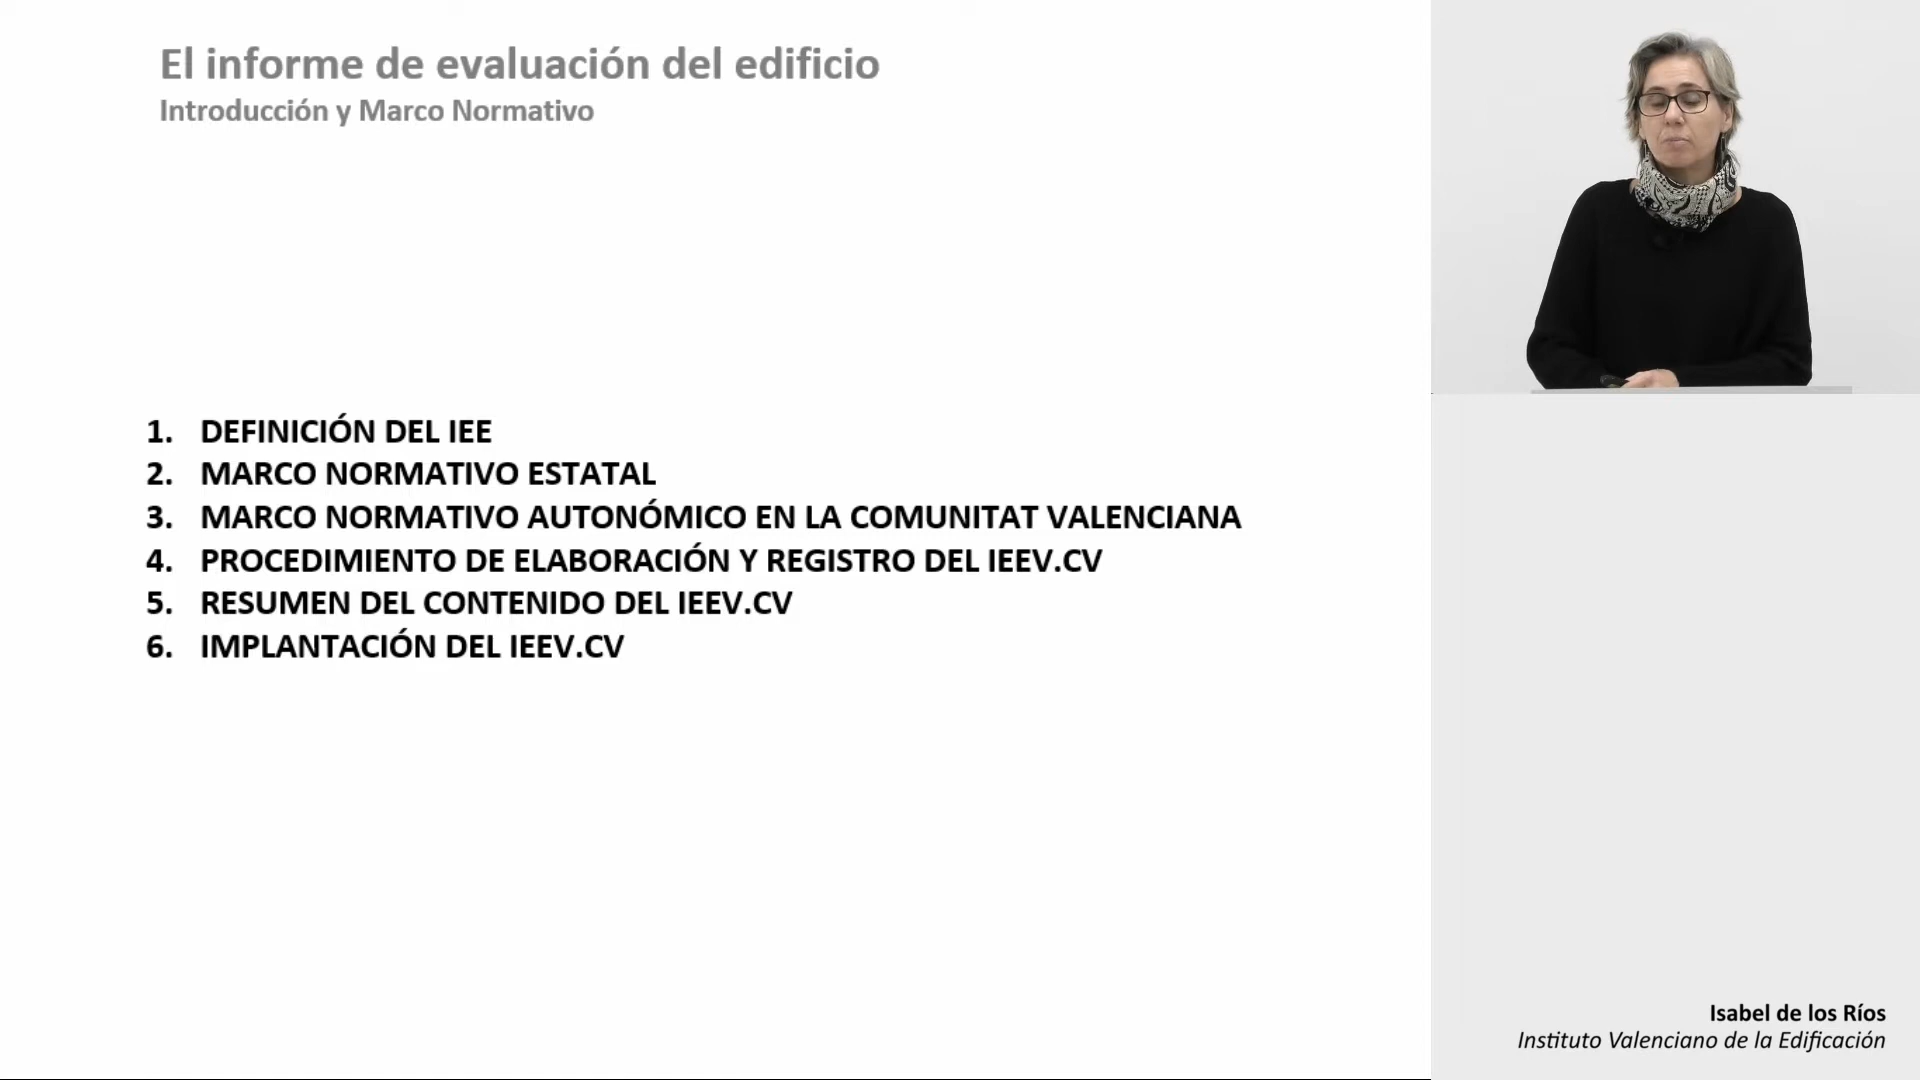 El informe de evaluación del edificio
Introducción y Marco Normativo
1. DEFINICIÓN DEL IEE
2. MARCO NORMATIVO ESTATAL
3. MARCO NORMATIVO AUTONÓMICO EN LA COMUNITAT VALENCIANA
4. PROCEDIMIENTO DE ELABORACIÓN Y REGISTRO DEL IEEV.CV
5. RESUMEN DEL CONTENIDO DEL IEEV.CV
6. IMPLANTACIÓN DEL IEEV.CV
Isabel de los Ríos
Instituto Valenciano de la Edificación